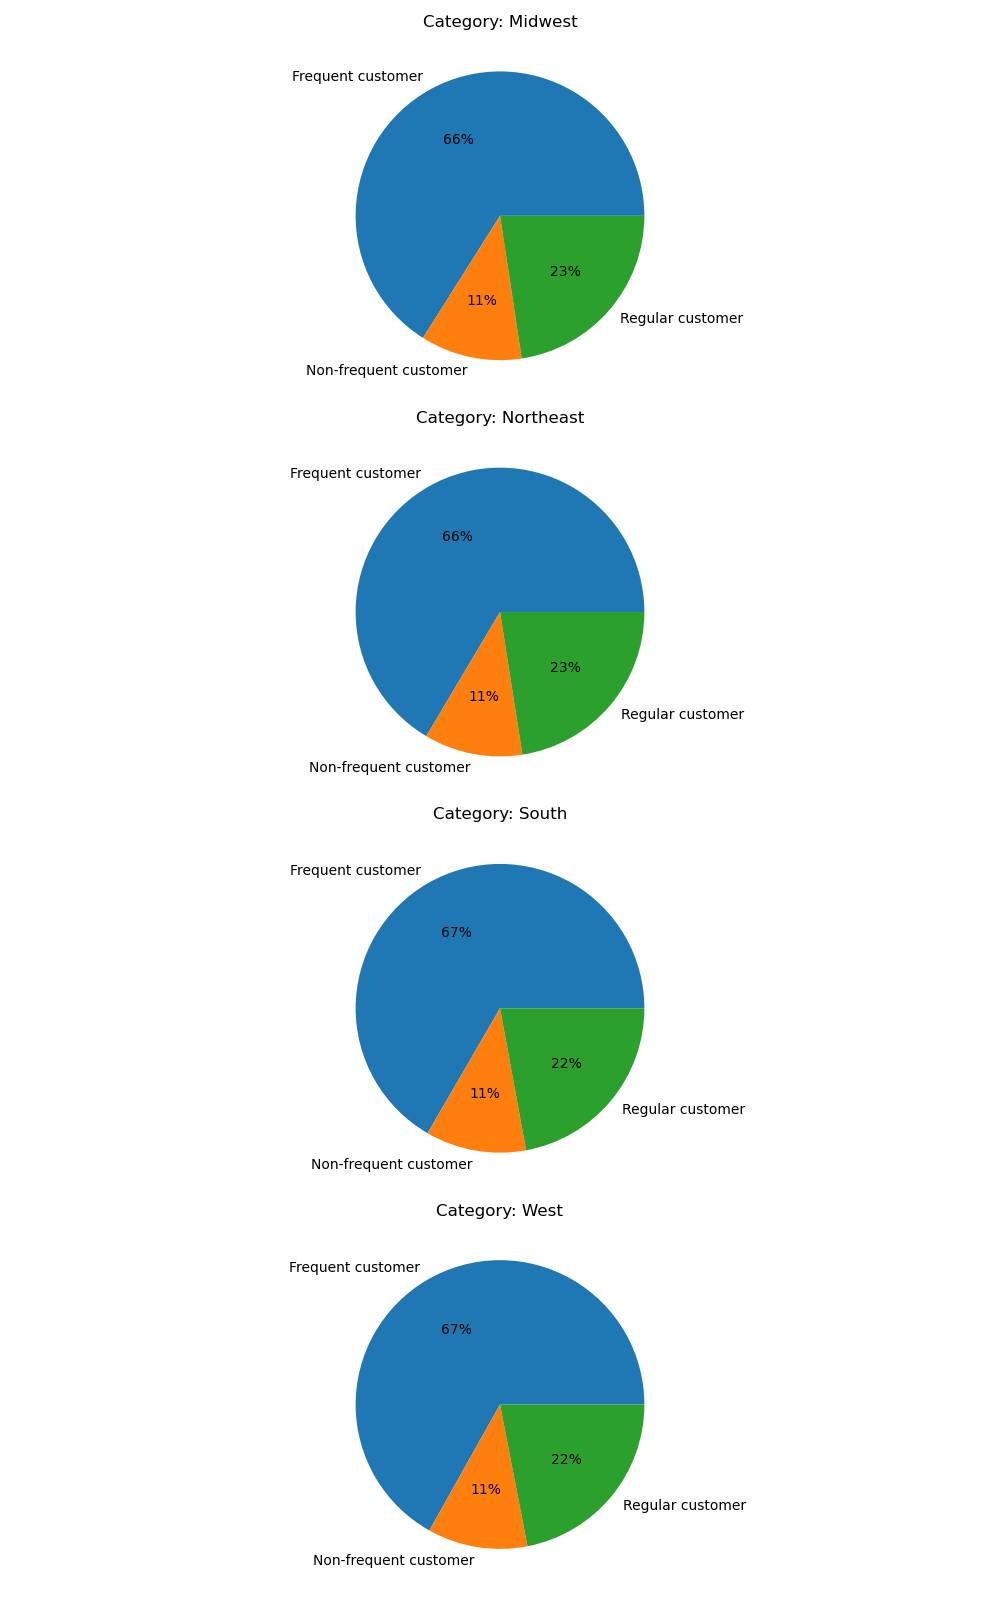 Category: Midwest
Frequent customer
66%
23%
11%
Regular customer
Non-frequent customer
Category: Northeast
Frequent customer
66%
23%
11%
Regular customer
Non-frequent customer
Category: South
Frequent customer
67%
22%
11%
Regular customer
Non-frequent customer
Category: West
Frequent customer
67%
22%
11%
Regular customer
Non-frequent customer